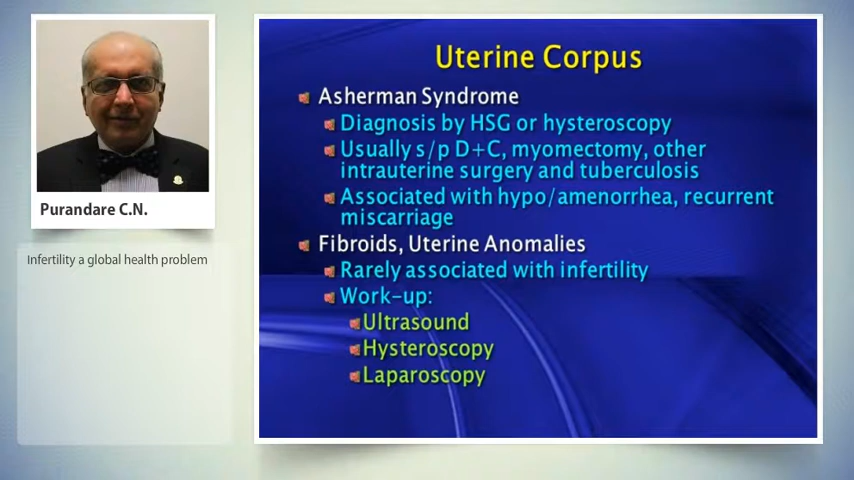 Purandare C.N.
Infertility a global health problem
Uterine Corpus
Asherman Syndrome
Diagnosis by HSG or hysteroscopy
Usually s/p D+C, myomectomy, other
intrauterine surgery and tuberculosis
Associated with hypo/amenorrhea, recurrent
miscarriage
Fibroids, Uterine Anomalies
Rarely associated with infertility
Work-up:
Ultrasound
Hysteroscopy
Laparoscopy